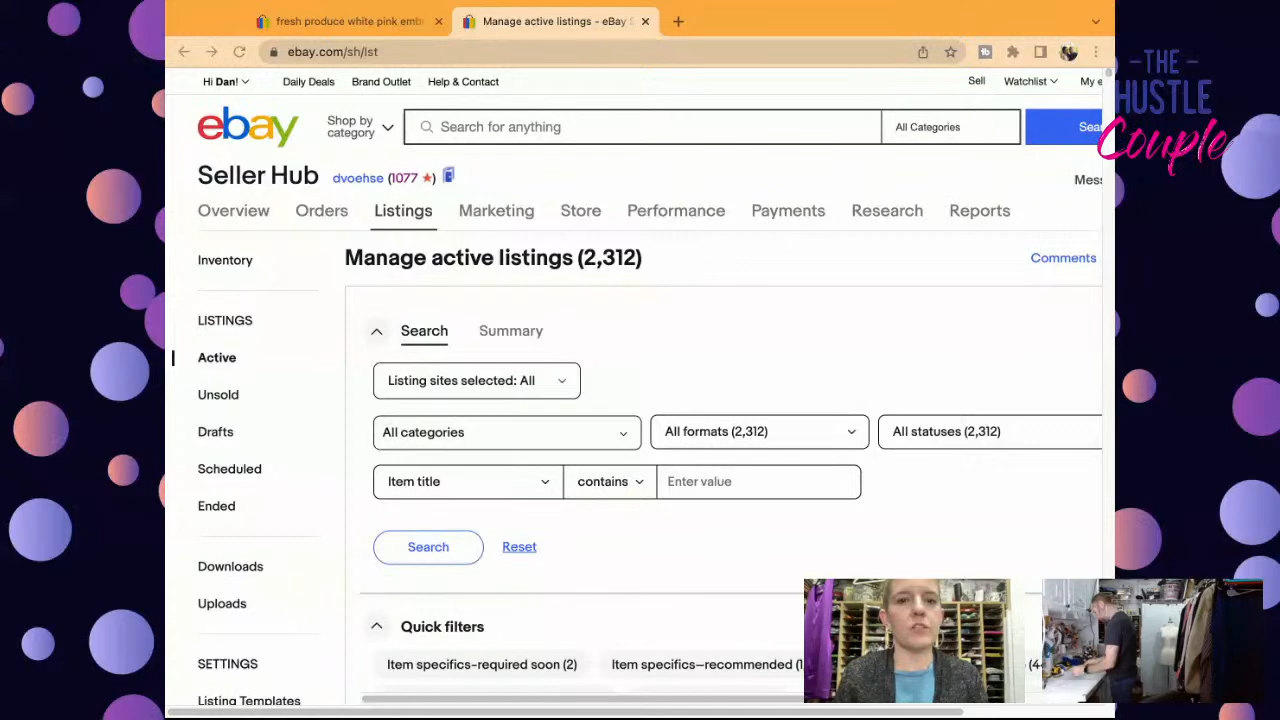 fresh produce white pink emb
Manage active listings - eBay S
ebay.com/sh/lst
THE
HUSTLE
Couple
Hi Dan!
Daily Deals
Brand Outlet
Help & Contact
Sell
Watchlist
My e
ebay
Shop by
category
Search for anything
All Categories
Sea
Seller Hub
dvoehse (1077 ★)
Mess
Overview
Orders
Listings
Marketing
Store
Performance
Payments
Research
Reports
Inventory
Manage active listings (2,312)
Comments
LISTINGS
Search
Summary
Active
Listing sites selected: All
Unsold
Drafts
All categories
All formats (2,312)
All statuses (2,312)
Scheduled
Item title
contains
Enter value
Ended
Search
Reset
Downloads
Uploads
Quick filters
SETTINGS
Item specifics-required soon (2)
Item specifics–recommended (1
Listing Templates